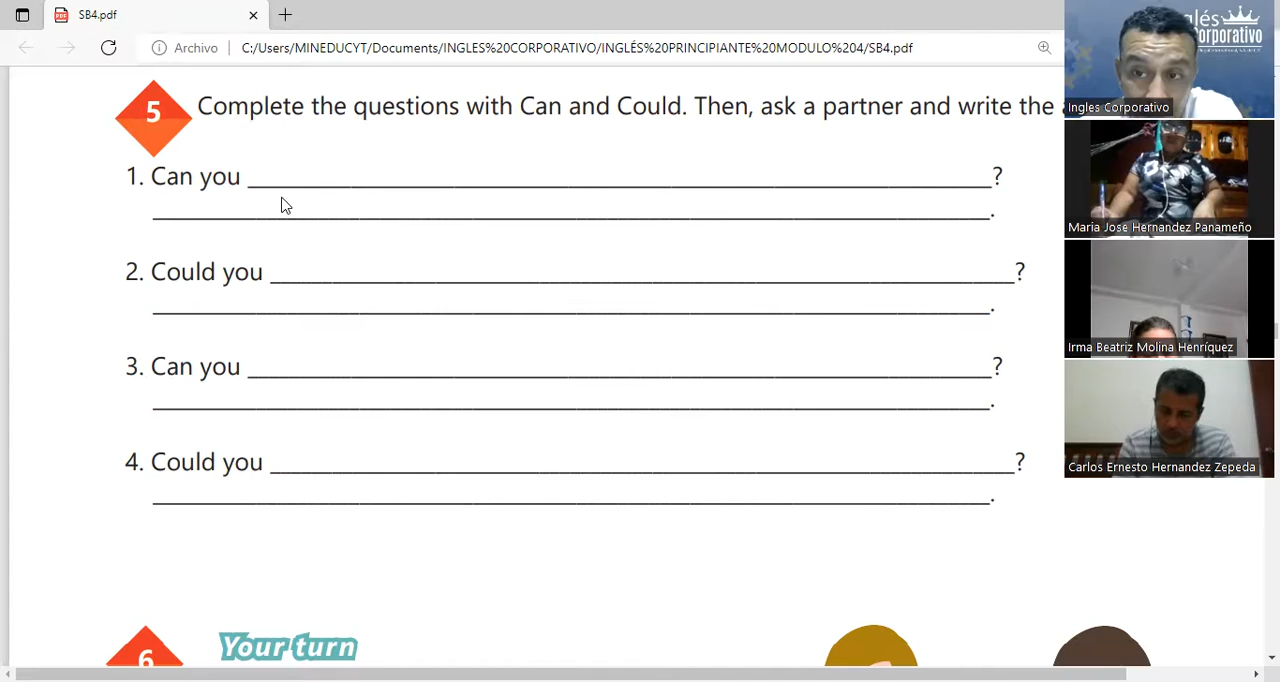 SB4.pdf
Archivo
C:/Users/MINEDUCYT/Documents/INGLES%20CORPORATIVO/INGLÉS%20PRINCIPIANTE%20MODULO%204/SB4.pdf
5
Complete the questions with Can and Could. Then, ask a partner and write the
1. Can you ?
.
2. Could you ?
.
3. Can you ?
.
4. Could you ?
.
6
Your turn
Ingles Corporativo
Maria Jose Hernandez Panameño
Irma Beatriz Molina Henríquez
Carlos Ernesto Hernandez Zepeda